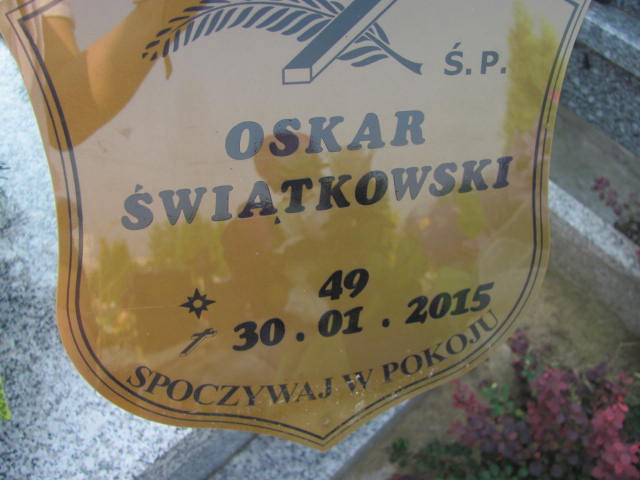 Ś.P.
OSKAR
ŚWIĄTKOWSKI
49
30.01.2015
SPOCZYWAJ W POKOJU